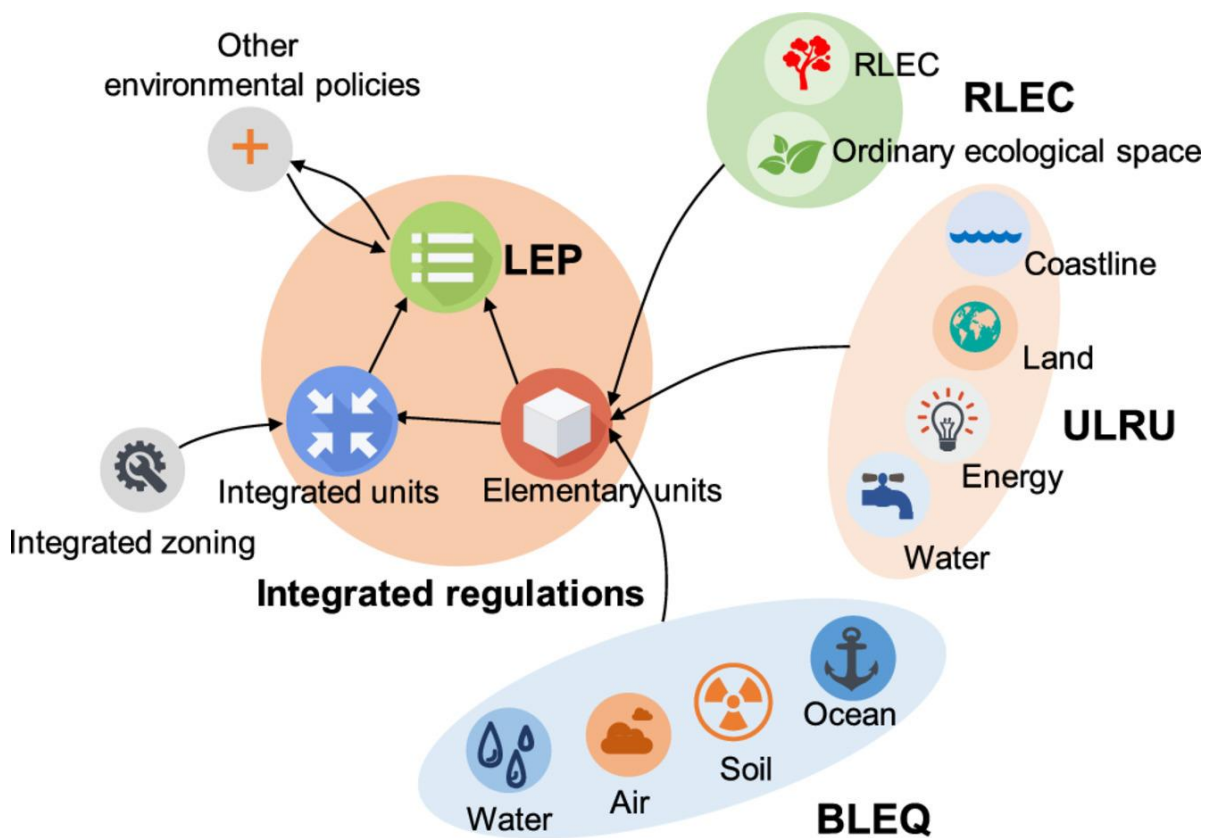 Other
environmental policies
RLEC
RLEC
Ordinary ecological space
LEP
Coastline
Land
ULRU
Energy
Water
Integrated units
Elementary units
Integrated zoning
Integrated regulations
Ocean
Soil
Air
Water
BLEQ